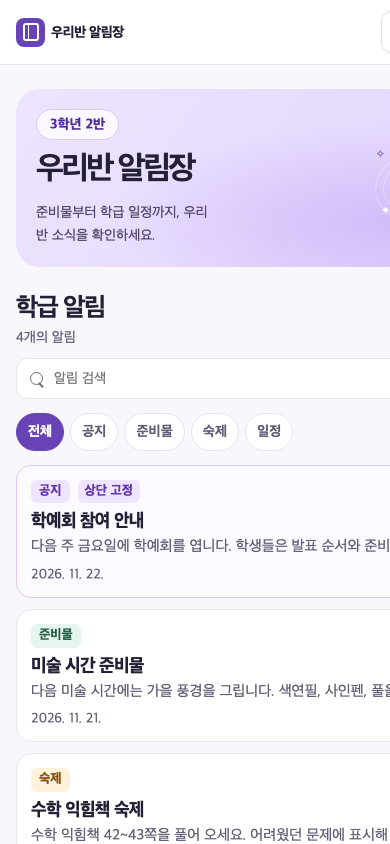 우리반 알림장
3학년 2반
우리반 알림장
준비물부터 학급 일정까지, 우리
반 소식을 확인하세요.
학급 알림
4개의 알림
알림 검색
전체 공지 준비물 숙제 일정
공지 상단 고정
학예회 참여 안내
다음 주 금요일에 학예회를 엽니다. 학생들은 발표 순서와 준비
2026. 11. 22.
준비물
미술 시간 준비물
다음 미술 시간에는 가을 풍경을 그립니다. 색연필, 사인펜, 풀을
2026. 11. 21.
숙제
수학 익힘책 숙제
수학 익힘책 42~43쪽을 풀어 오세요. 어려웠던 문제에 표시해